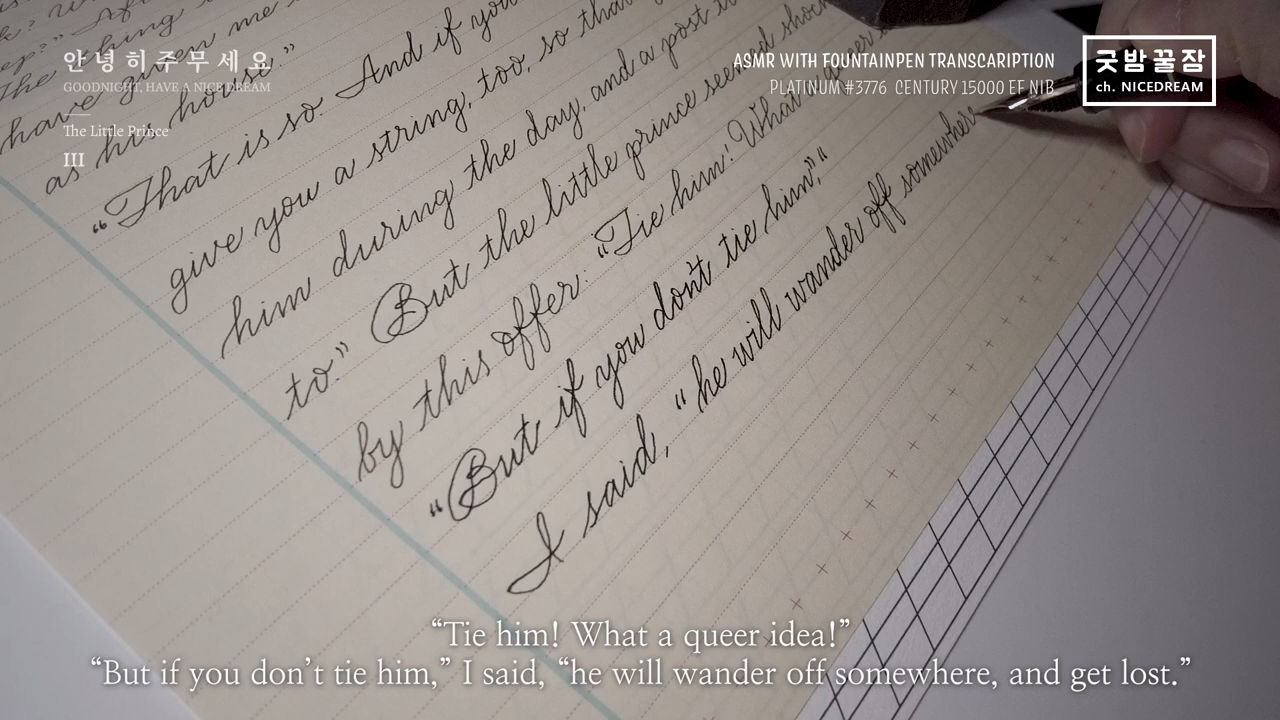 안녕히주무세요
GOODNIGHT, HAVE A NICE DREAM
The Little Prince
III
ASMR WITH FOUNTAINPEN TRANSCARIPTION
PLATINUM #3776 CENTURY 15000 EF NIB
굿밤꿀잠
ch. NICEDREAM
The
have given me
as his house."
"That is so. And if you
give you a string, too, so that
him during the day, and a post to
to." But the little prince seemed shock
by this offer: "Tie him! What a queer
"But if you don't tie him,"
I said, "he will wander off somewhere
“Tie him! What a queer idea!”
“But if you don’t tie him,” I said, “he will wander off somewhere, and get lost.”